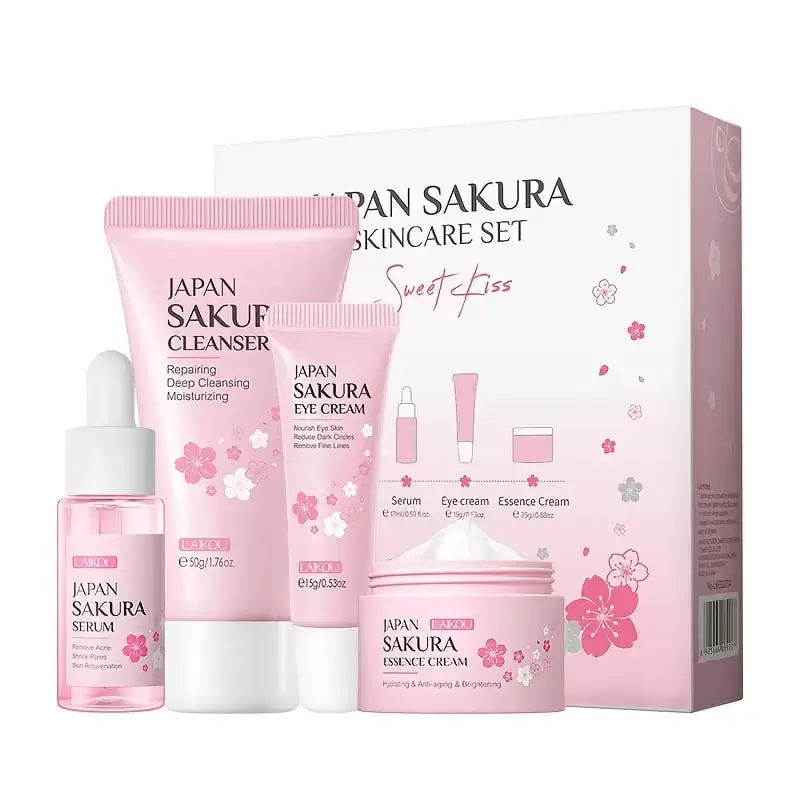 JAPAN SAKURA
SKINCARE SET
Sweet Kiss
Serum
℮17ml/0.59 fl.oz.
Eye cream
℮15g/0.53oz.
Essence Cream
℮25g/0.88oz.
JAPAN
SAKUR
CLEANSER
Repairing
Deep Cleansing
Moisturizing
LAIKOU
℮50g/1.76oz.
JAPAN
SAKURA
EYE CREAM
Nourish Eye Skin
Reduce Dark Circles
Remove Fine Lines
LAIKOU
℮15g/0.53oz.
LAIKOU
JAPAN
SAKURA
SERUM
Remove Acne
Shrink Pores
Skin Rejuvenation
JAPAN LAIKOU
SAKURA
ESSENCE CREAM
Hydrating & Anti-aging & Brightening